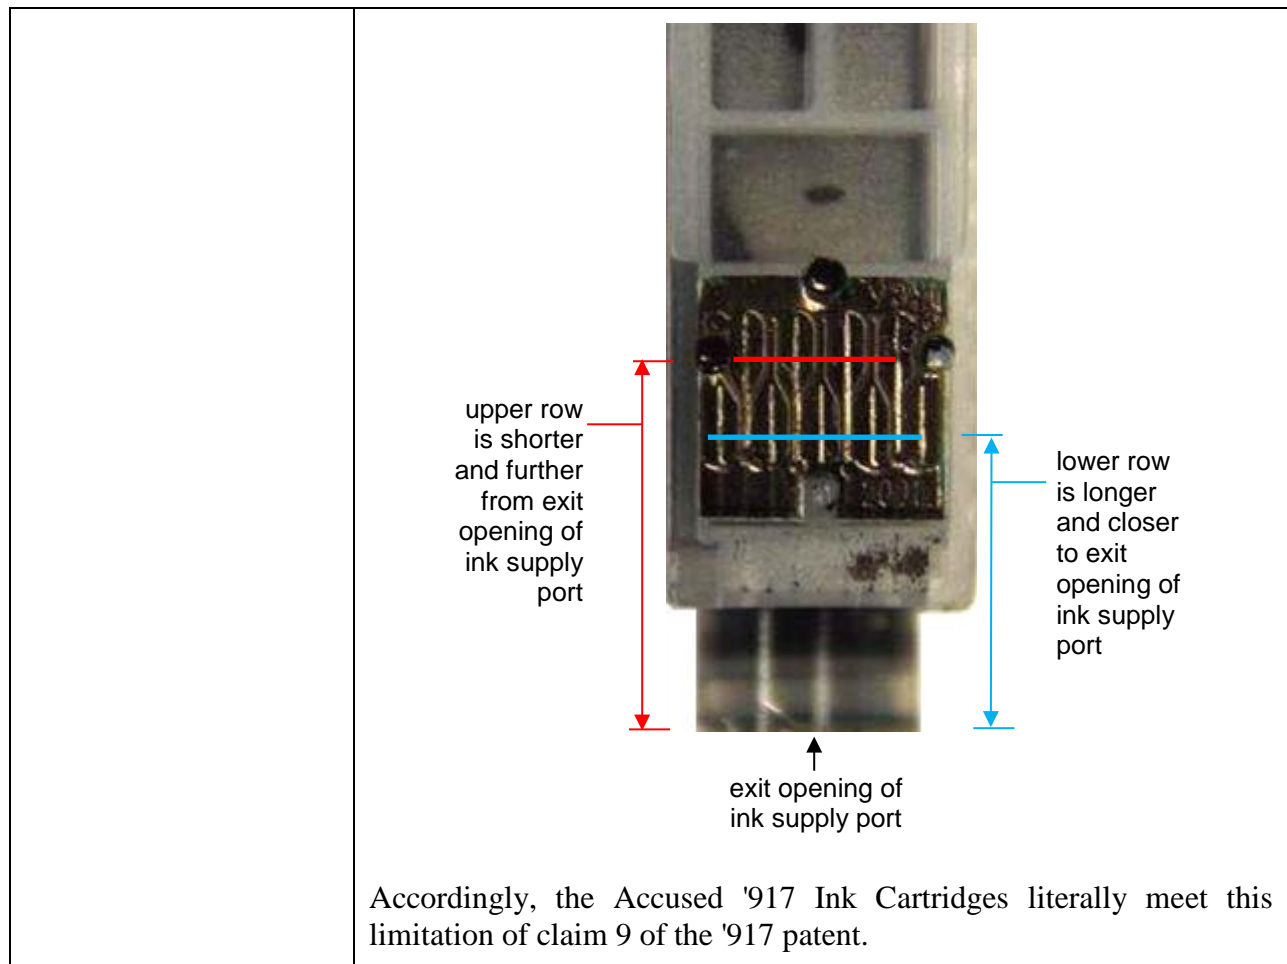 upper row
is shorter
and further
from exit
opening of
ink supply
port
lower row
is longer
and closer
to exit
opening of
ink supply
port
exit opening of
ink supply port
Accordingly, the Accused '917 Ink Cartridges literally meet this
limitation of claim 9 of the '917 patent.